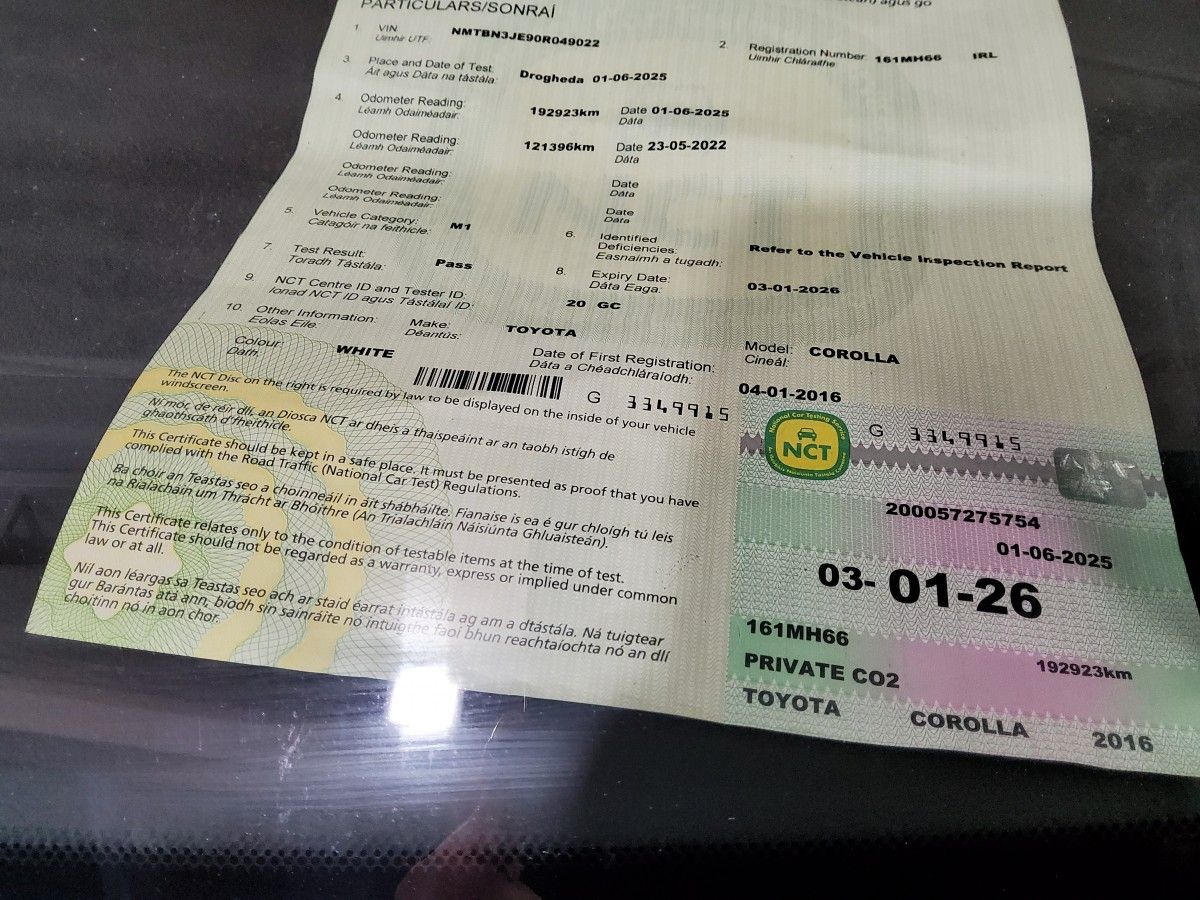 agus go
PARTICULARS/SONRAÍ
1. VIN NMTBN3JE90R049022
Uimhir UTF:
2. Registration Number 161MH66 IRL
Uimhir Chláraithe
3. Place and Date of Test: Drogheda 01-06-2025
Áit agus Dáta na tástála:
4. Odometer Reading: 192923km Date 01-06-2025
Léamh Odaiméadair: Dáta
Odometer Reading: 121396km Date 23-05-2022
Léamh Odaiméadair: Dáta
Odometer Reading: Date
Léamh Odaiméadair: Dáta
Odometer Reading: Date
Léamh Odaiméadair: Dáta
5. Vehicle Category: M1
Catagóir na feithicle:
6. Identified
Deficiencies: Refer to the Vehicle Inspection Report
Easnaimh a tugadh:
7. Test Result: Pass
Toradh Tástála:
8. Expiry Date: 03-01-2026
Dáta Éaga:
9. NCT Centre ID and Tester ID: 20 GC
Ionad NCT ID agus Tástálaí ID:
10. Other Information: Make: TOYOTA
Eolas Eile Déantús:
Model: COROLLA
Cineál:
Colour: WHITE
Dath:
Date of First Registration: 04-01-2016
Dáta a Chéadchláraíodh:
G 3349915
The NCT Disc on the right is required by law to be displayed on the inside of your vehicle
windscreen.
Ní mór, de réir dlí, an Diosca NCT ar dheis a thaispeáint ar an taobh istigh de
ghaothscáth d'fheithicle.
This Certificate should be kept in a safe place. It must be presented as proof that you have
complied with the Road Traffic (National Car Test) Regulations.
Ba chóir an Teastas seo a choinneáil in áit shábháilte. Fianaise is ea é gur chloígh tú leis
na Rialacháin um Thrácht ar Bhóithre (An Trialachláin Náisiúnta Ghluaisteán).
This Certificate relates only to the condition of testable items at the time of test.
This Certificate should not be regarded as a warranty, express or implied under common
law or at all.
Níl aon léargas sa Teastas seo ach ar staid éarrat intástála ag am a dtástála. Ná tuigtear
gur Barántas atá ann, bíodh sin sainráite nó intuigthe faoi bhun reachtaíochta nó an dlí
choitinn nó in aon chor.
National Car Testing Service
NCT
G 3349915
200057275754
01-06-2025
03-01-26
161MH66
192923km
PRIVATE CO2
TOYOTA COROLLA 2016